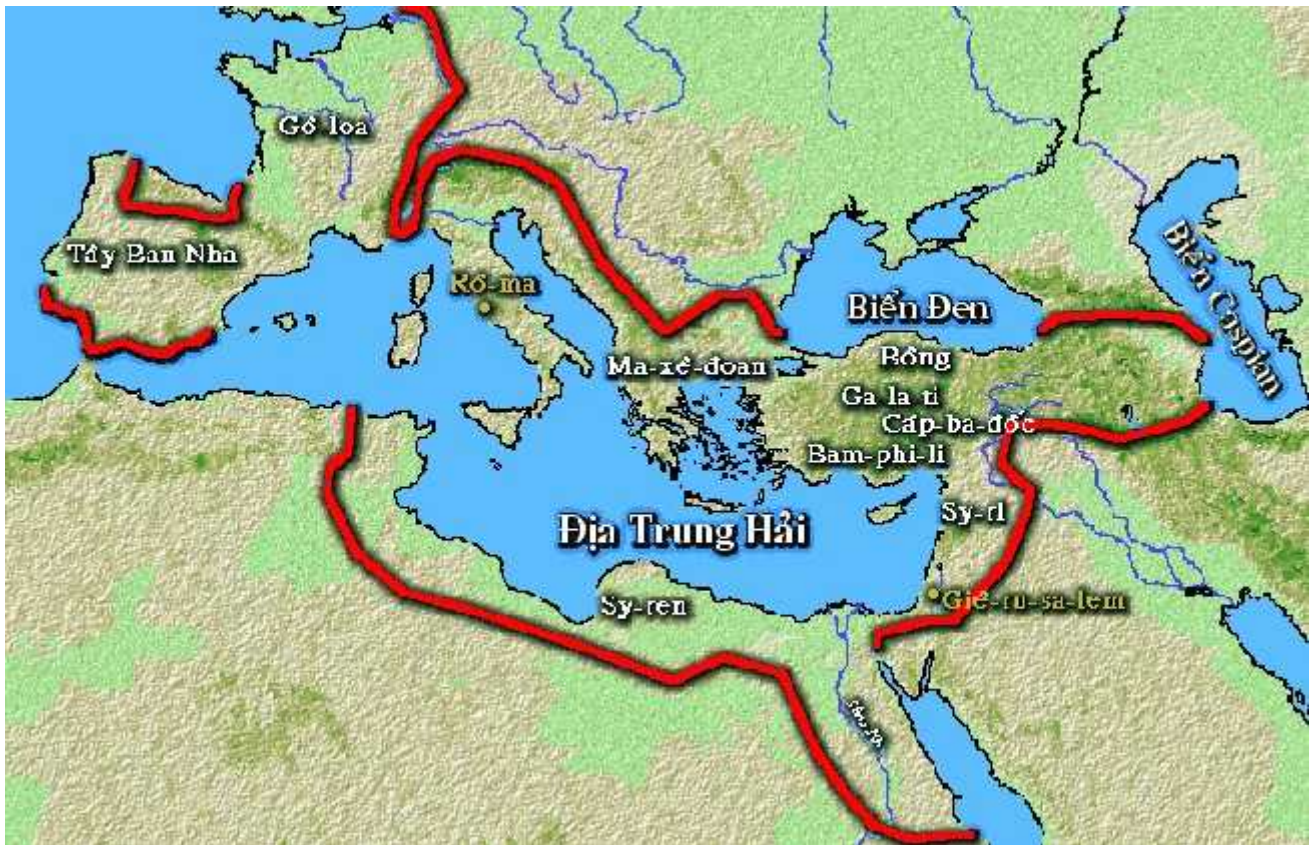 Gô loa
Tây Ban Nha
Rô-ma
Biển Đen
Biển Caspian
Bông
Ma-xê-đoan
Ga la ti
Cáp-ba-đốc
Bam-phi-li
Sy-ri
Địa Trung Hải
Sy-ren
Giê-ru-sa-lem